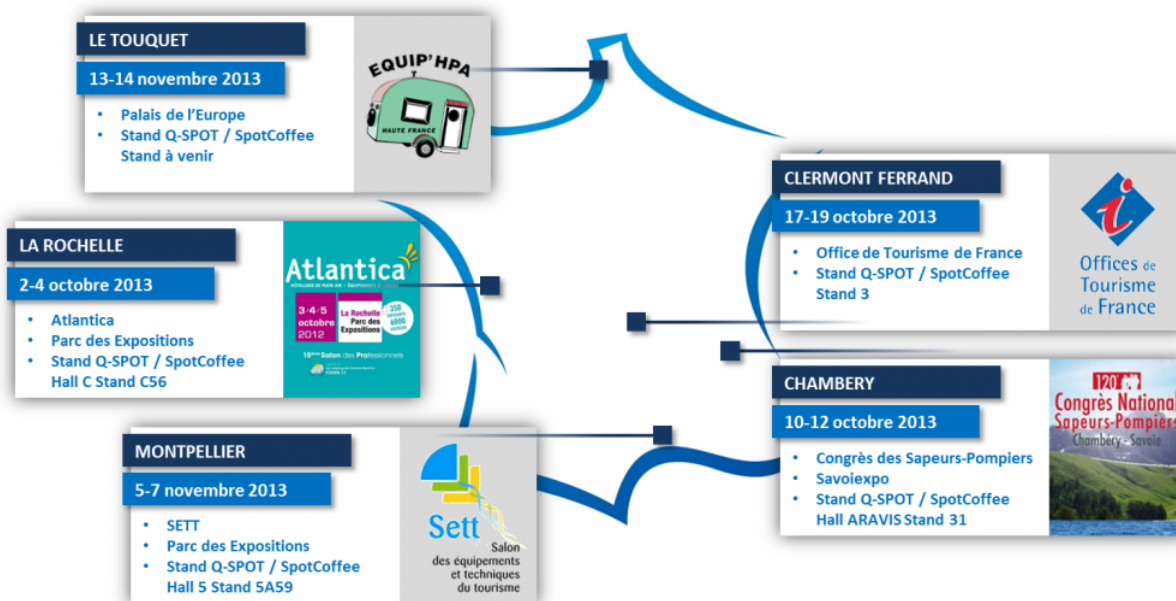 LE TOUQUET
13-14 novembre 2013
• Palais de l'Europe
• Stand Q-SPOT / SpotCoffee
Stand à venir
EQUIP'HPA
HAUTE FRANCE
LA ROCHELLE
2-4 octobre 2013
• Atlantica
• Parc des Expositions
• Stand Q-SPOT / SpotCoffee
Hall C Stand C56
Atlantica
HÔTELLERIE DE PLEIN AIR
3/4/5
octobre
2012
La Rochelle
Parc des
Expositions
350
6000
15ème Salon des Professionnels
MONTPELLIER
5-7 novembre 2013
• SETT
• Parc des Expositions
• Stand Q-SPOT / SpotCoffee
Hall 5 Stand 5A59
Sett
Salon
des équipements
et techniques
du tourisme
CLERMONT FERRAND
17-19 octobre 2013
• Office de Tourisme de France
• Stand Q-SPOT / SpotCoffee
Stand 3
i
Offices de
Tourisme
de France
CHAMBERY
10-12 octobre 2013
• Congrès des Sapeurs-Pompiers
• Savoiexpo
• Stand Q-SPOT / SpotCoffee
Hall ARAVIS Stand 31
120
Congrès National
Sapeurs-Pompiers
Chambéry - Savoie